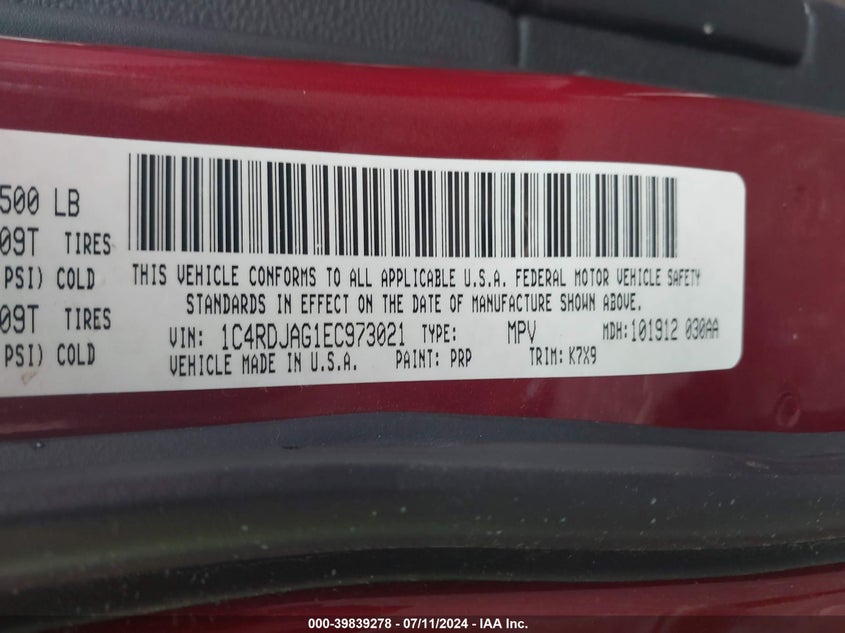 500 LB
09T TIRES
PSI) COLD
09T TIRES
PSI) COLD
THIS VEHICLE CONFORMS TO ALL APPLICABLE U.S.A. FEDERAL MOTOR VEHICLE SAFETY
STANDARDS IN EFFECT ON THE DATE OF MANUFACTURE SHOWN ABOVE.
VIN: 1C4RDJAG1EC973021 TYPE: MPV MDH: 101912 030AA
VEHICLE MADE IN U.S.A. PAINT: PRP TRIM: K7X9
000-39839278 - 07/11/2024 - IAA Inc.